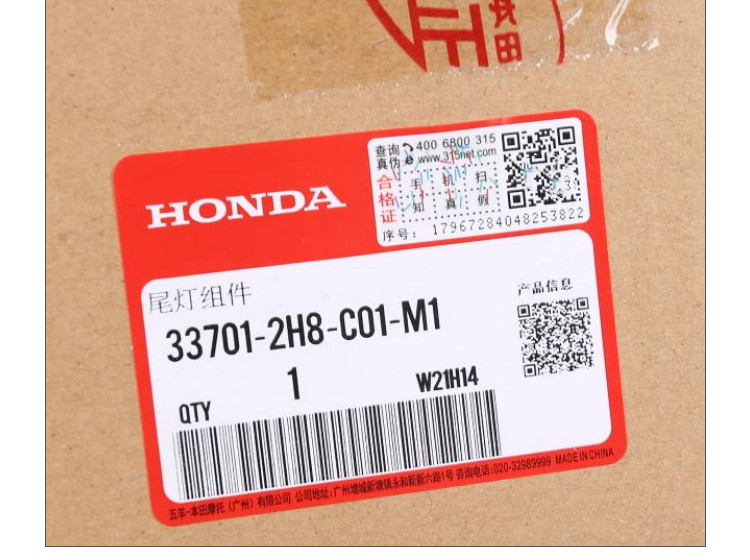 田
HONDA
查询 400 6800 315
真伪 www.315net.com
合格证
手机扫
知真假
序号: 17967284048253822
尾灯组件
33701-2H8-C01-M1
产品信息
QTY 1 W21H14
五羊-本田摩托(广州)有限公司 公司地址:广州增城新塘镇永和新新六路1号 咨询电话:020-32989999 MADE IN CHINA